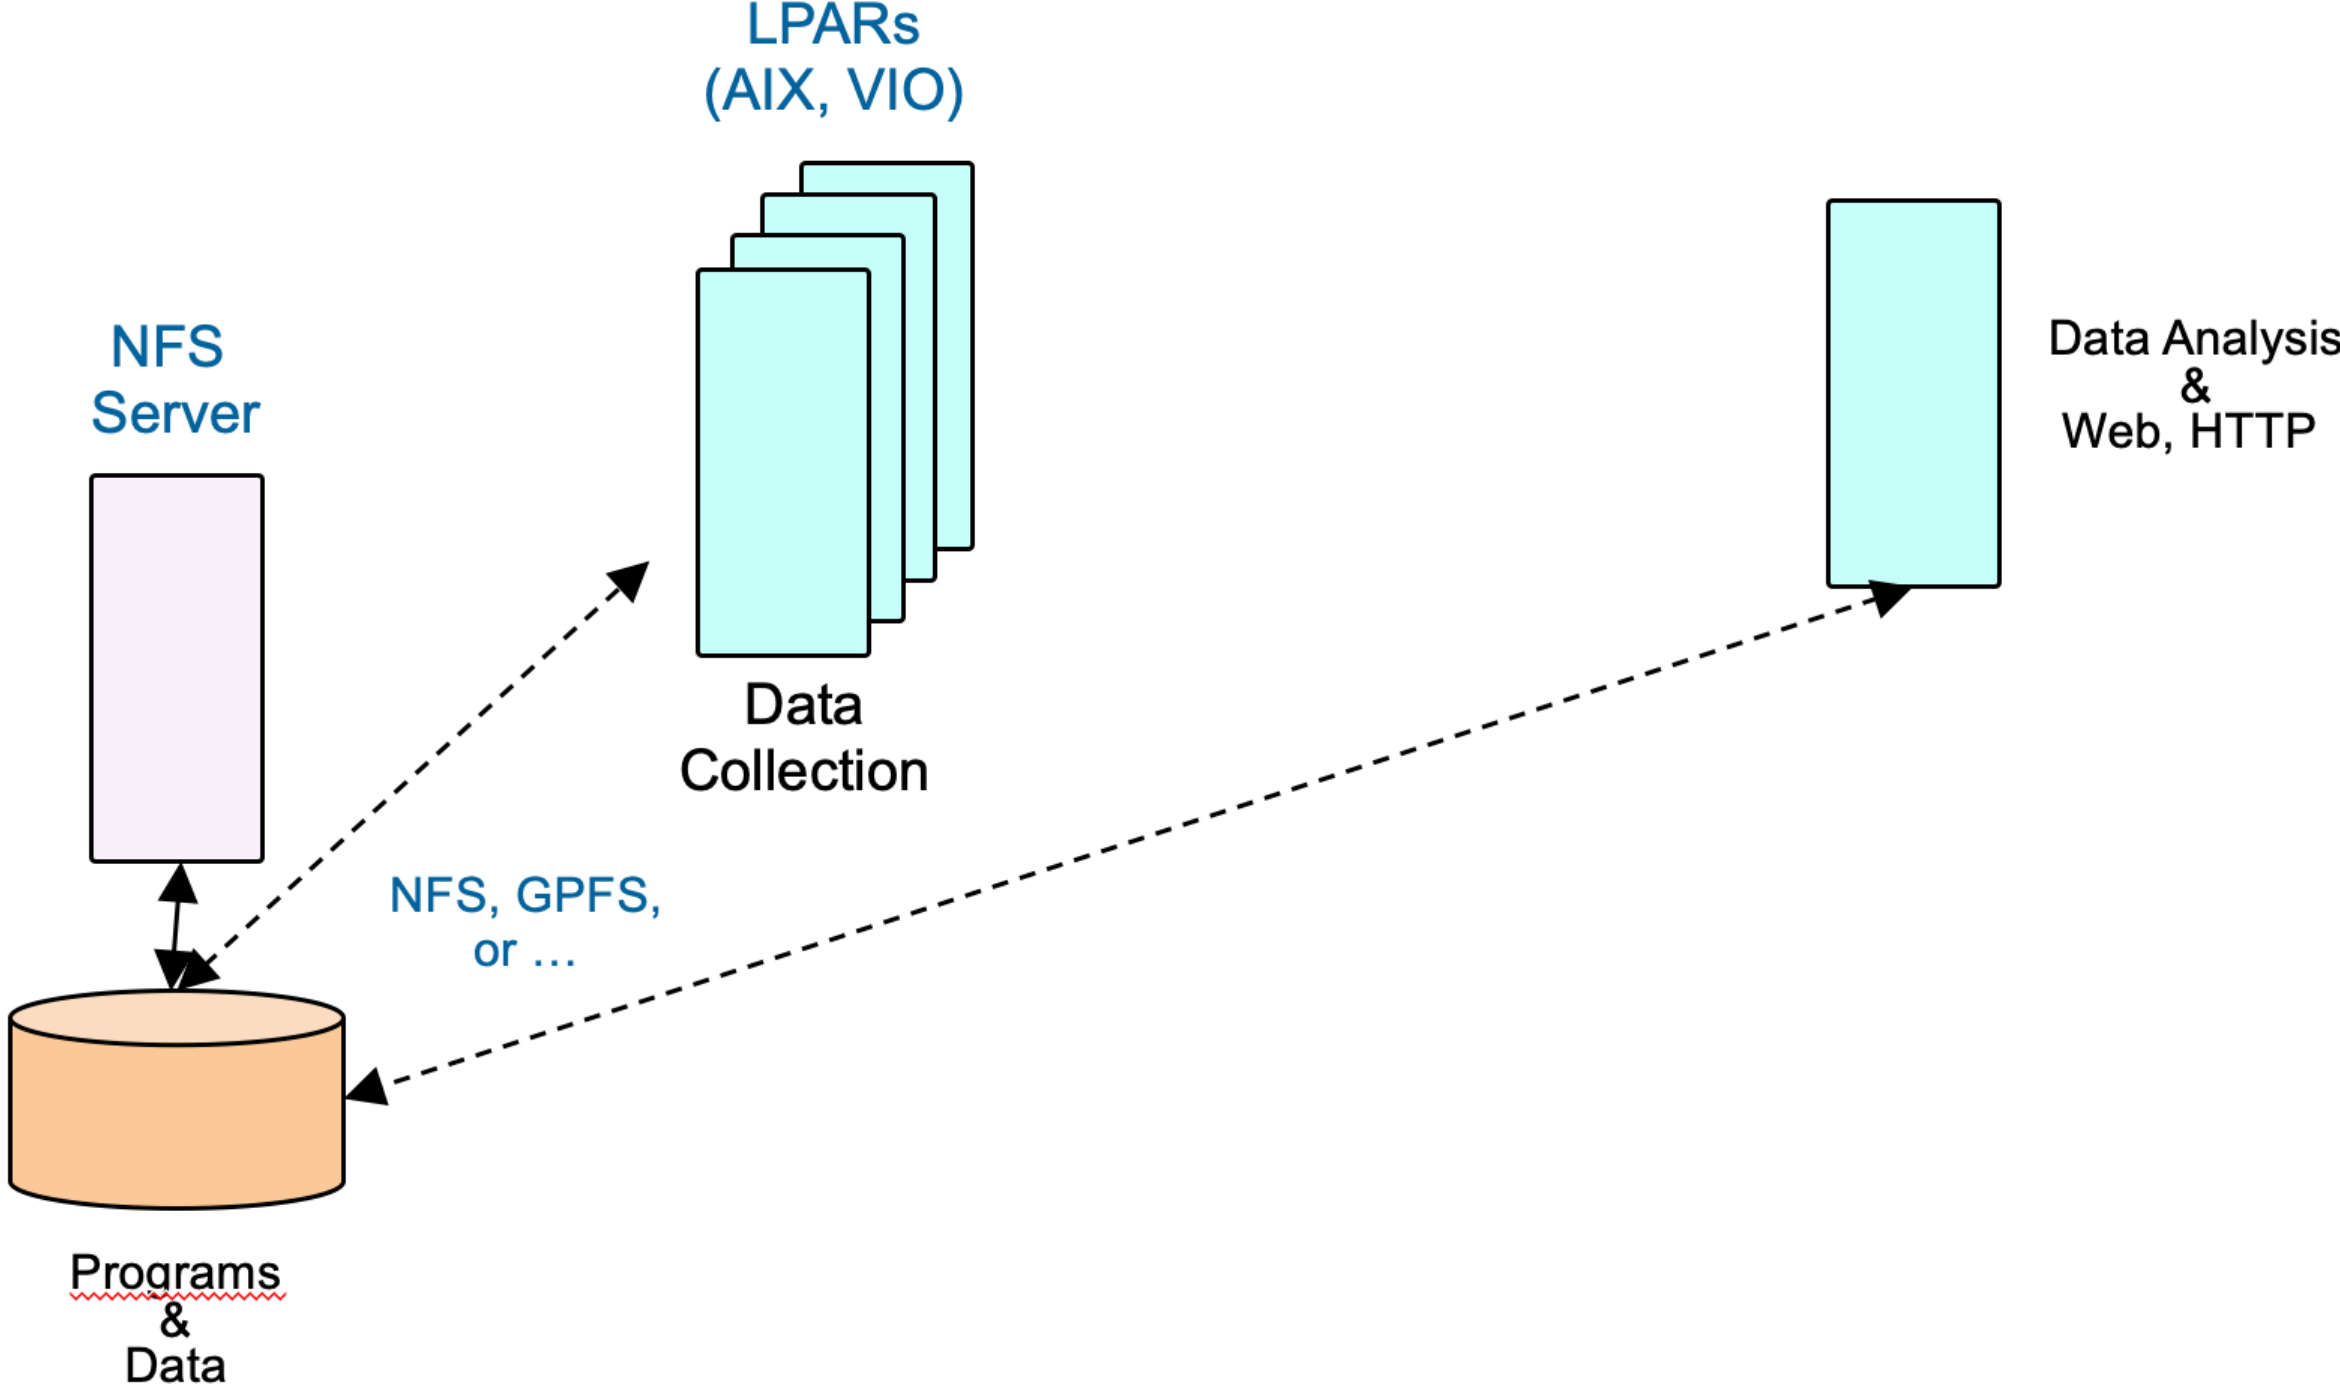 LPARs
(AIX, VIO)
NFS
Server
Data Analysis
&
Web, HTTP
Data
Collection
NFS, GPFS,
or …
Programs
&
Data